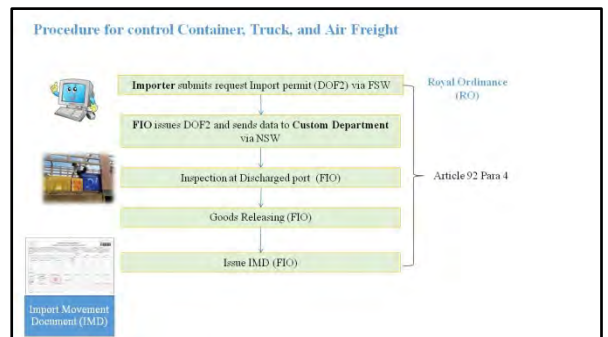 Procedure for control Container, Truck, and Air Freight
Importer submits request Import permit (DOF2) via FSW
Royal Ordinance
(RO)
FIO issues DOF2 and sends data to Custom Department
via NSW
Inspection at Discharged port (FIO)
Article 92 Para 4
Goods Releasing (FIO)
Issue IMD (FIO)
Import Movement
Document (IMD)